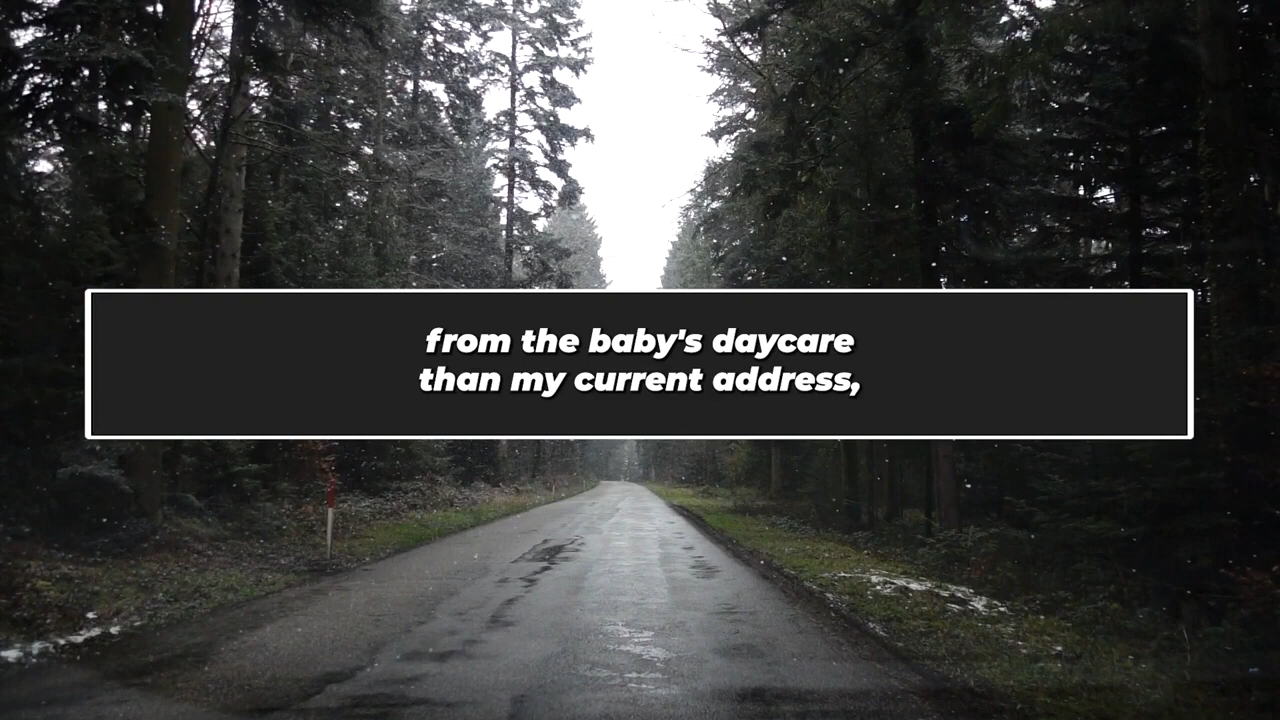 from the baby's daycare
than my current address,